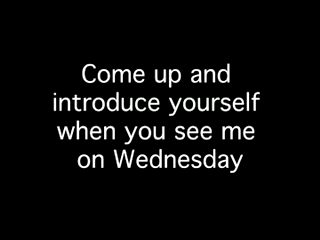 Come up and
introduce yourself
when you see me
on Wednesday